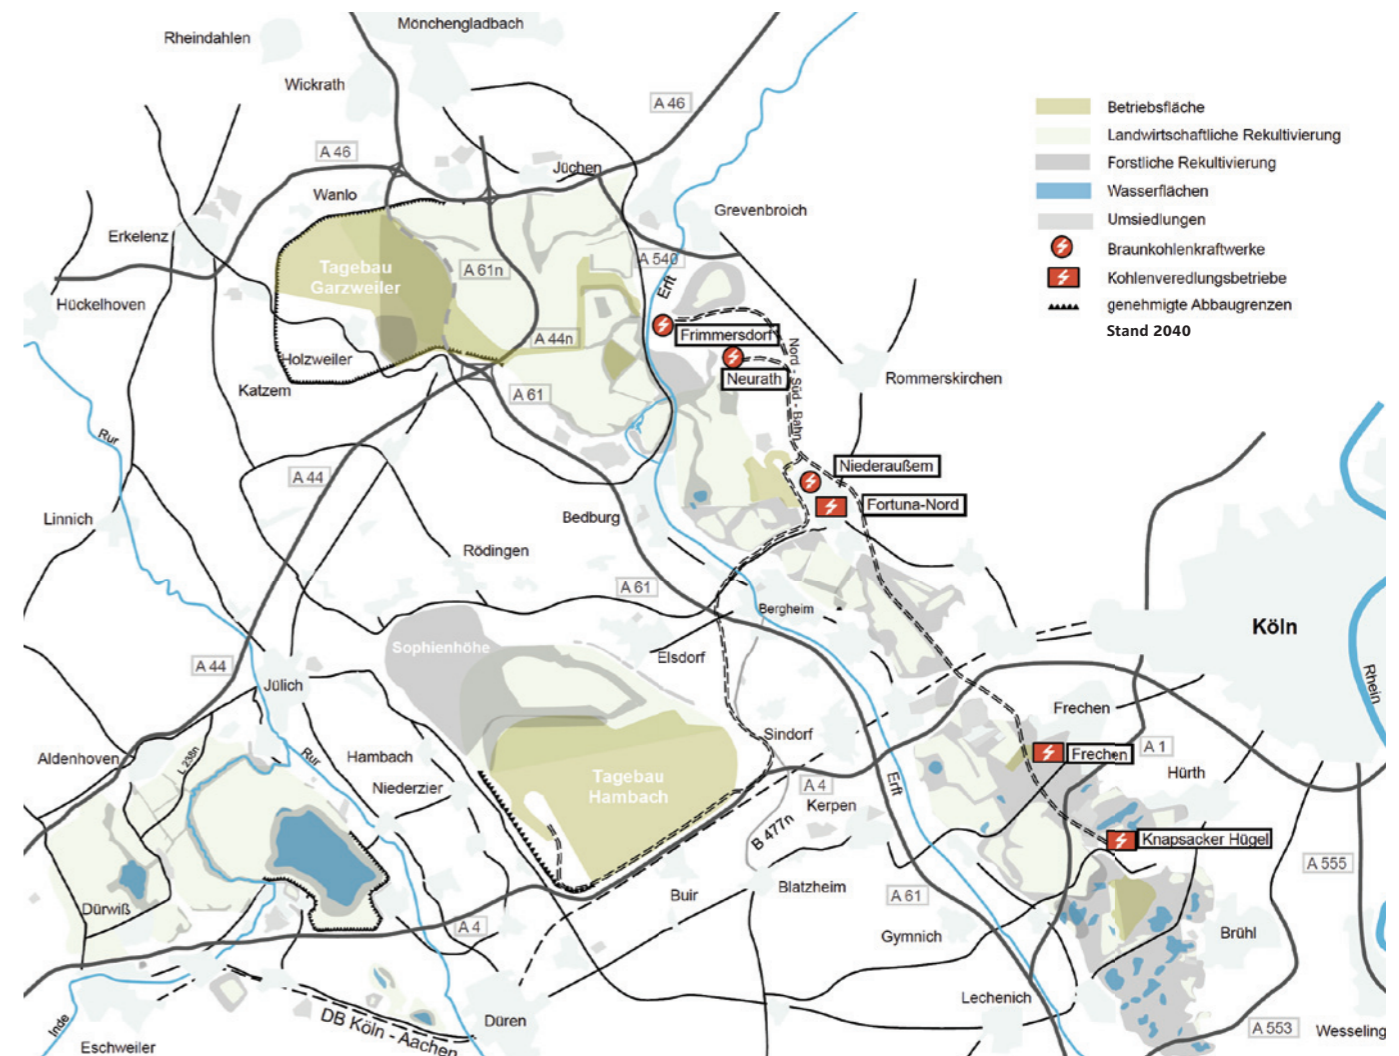 Mönchengladbach
Rheindahlen
Wickrath
A 46
A 46
Jüchen
Wanlo
Grevenbroich
Erkelenz
Tagebau
Garzweiler
A 61n
A 540
Erft
Hückelhoven
Frimmersdorf
A 44n
Holzweiler
Neurath
Nord - Süd - Bahn
Katzem
A 61
Rommerskirchen
Rur
A 44
Niederaußem
Fortuna-Nord
Linnich
Bedburg
Rödingen
A 61
Bergheim
Köln
Sophienhöhe
Elsdorf
A 44
Jülich
Rhein
Frechen
Sindorf
Aldenhoven
L 238n
Rur
Hambach
Frechen
A 1
Hürth
Niederzier
Tagebau
Hambach
A 4
Erft
Kerpen
B 477n
Knapsacker Hügel
A 555
Dürwiß
Buir
Blatzheim
A 61
A 4
Gymnich
Brühl
Lechenich
Inde
DB Köln - Aachen
Düren
A 553
Wesseling
Eschweiler
Betriebsfläche
Landwirtschaftliche Rekultivierung
Forstliche Rekultivierung
Wasserflächen
Umsiedlungen
Braunkohlenkraftwerke
Kohlenveredlungsbetriebe
genehmigte Abbaugrenzen
Stand 2040